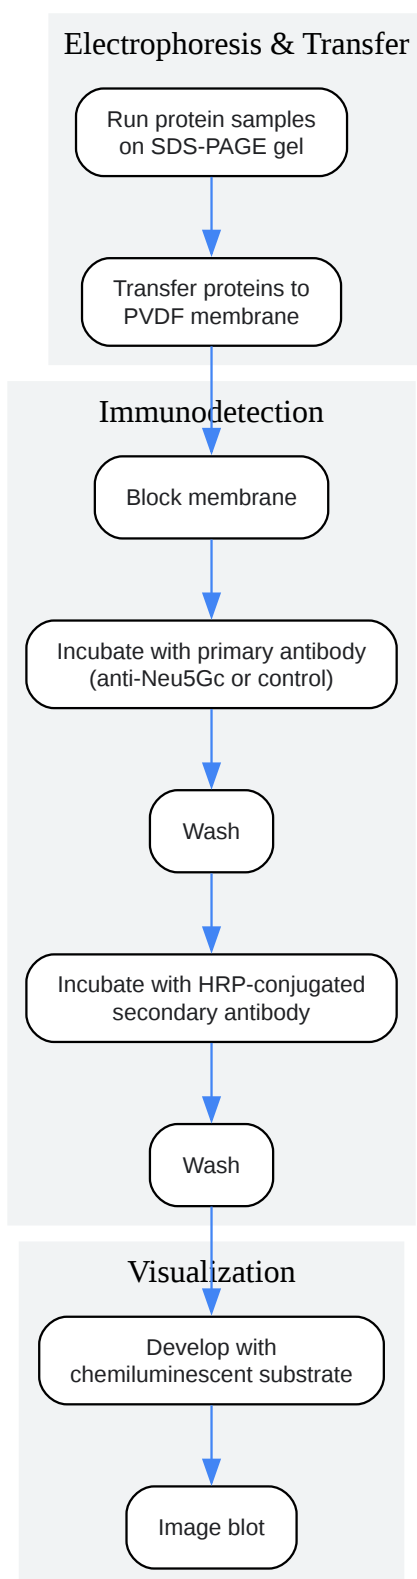 Electrophoresis & Transfer
Run protein samples
on SDS-PAGE gel
Transfer proteins to
PVDF membrane
Immunodetection
Block membrane
Incubate with primary antibody
(anti-Neu5Gc or control)
Wash
Incubate with HRP-conjugated
secondary antibody
Wash
Visualization
Develop with
chemiluminescent substrate
Image blot